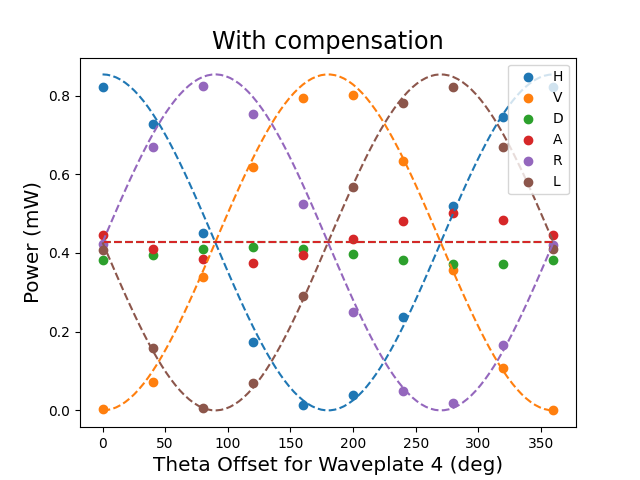 With compensation
Power (mW)
0.8
0.6
0.4
0.2
0.0
H
V
D
A
R
L
0 50 100 150 200 250 300 350
Theta Offset for Waveplate 4 (deg)